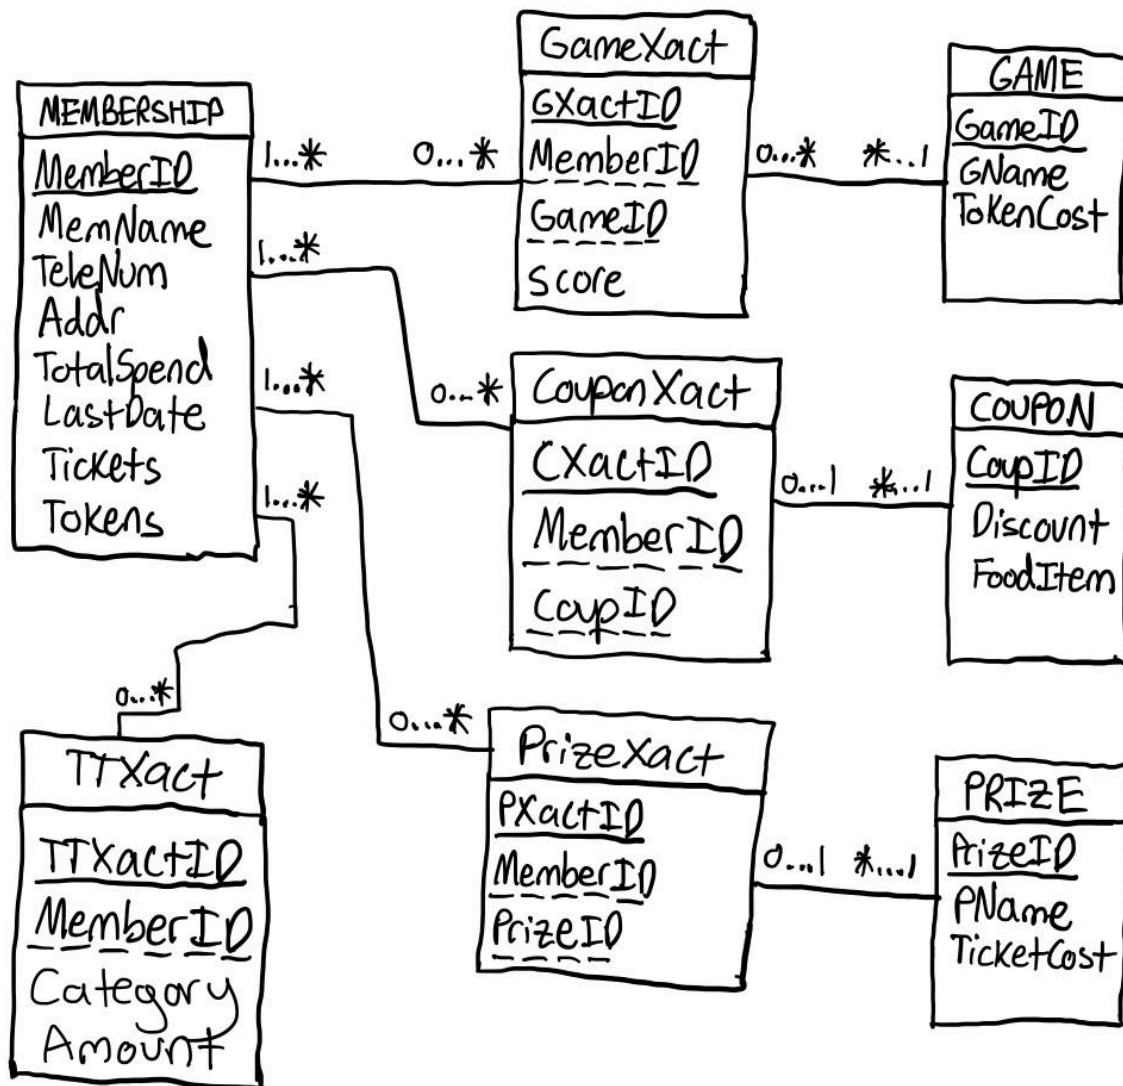 MEMBERSHIP
MemberID
MemName
TeleNum
Addr
TotalSpend
LastDate
Tickets
Tokens
1...*
0...*
1...*
0...*
1...*
0...*
1...*
0...*
GameXact
GXactID
MemberID
GameID
Score
0...*
*...1
GAME
GameID
GName
TokenCost
CouponXact
CXactID
MemberID
CoupID
0...1
*...1
COUPON
CoupID
Discount
FoodItem
TTXact
TTXactID
MemberID
Category
Amount
PrizeXact
PXactID
MemberID
PrizeID
0...1
*....1
PRIZE
PrizeID
PName
TicketCost